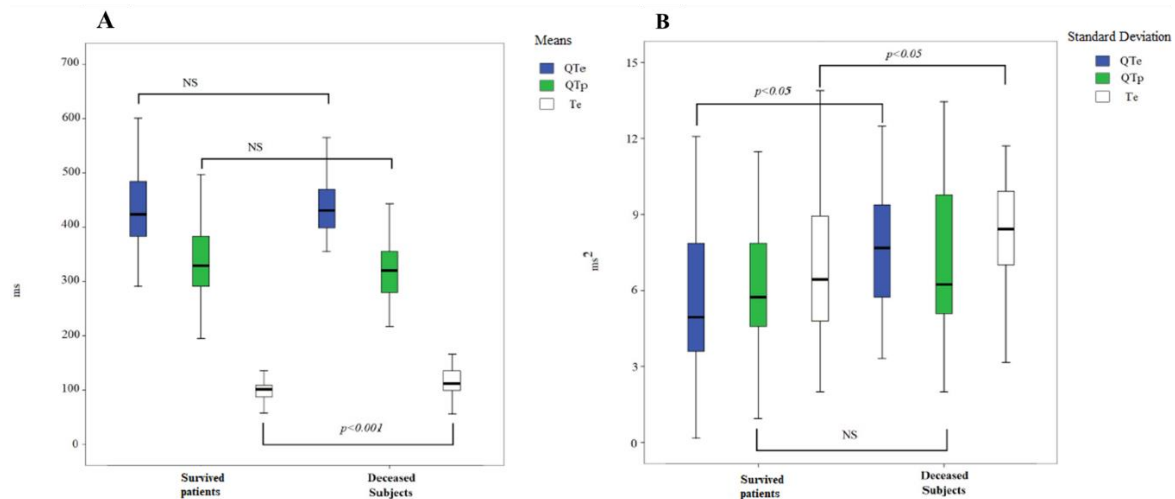 A
Means
QTe
QTp
Te
700
600
500
400
300
200
100
0
ms
NS
NS
p<0.001
Survived
patients
Deceased
Subjects
B
Standard Deviation
QTe
QTp
Te
15
12
9
6
3
0
ms²
p<0.05
p<0.05
NS
Survived
patients
Deceased
Subjects